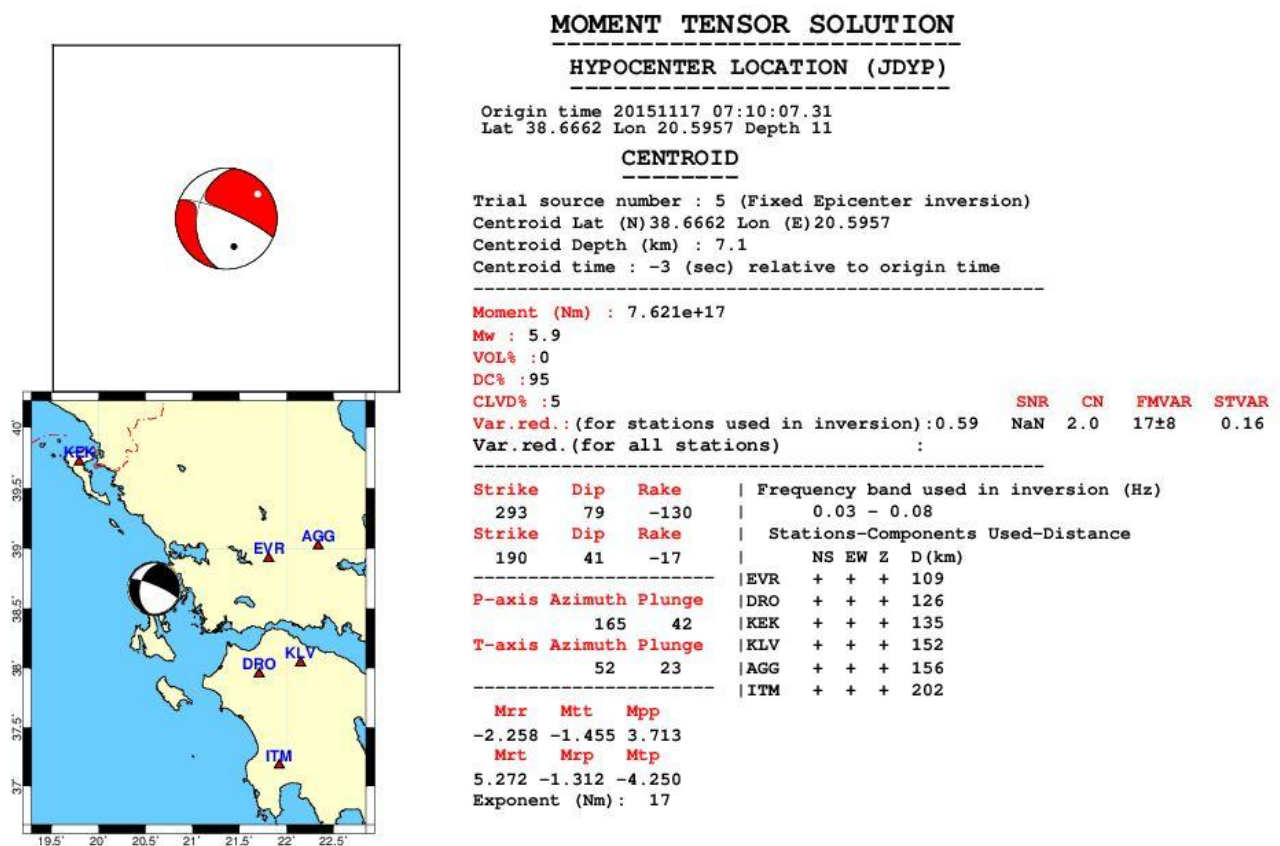 MOMENT TENSOR SOLUTION
HYPOCENTER LOCATION (JDYP)
Origin time 20151117 07:10:07.31
Lat 38.6662 Lon 20.5957 Depth 11
CENTROID
Trial source number : 5 (Fixed Epicenter inversion)
Centroid Lat (N)38.6662 Lon (E)20.5957
Centroid Depth (km) : 7.1
Centroid time : -3 (sec) relative to origin time
Moment (Nm) : 7.621e+17
Mw : 5.9
VOL% :0
DC% :95
CLVD% :5
SNR CN FMVAR STVAR
Var.red.:(for stations used in inversion):0.59 NaN 2.0 17±8 0.16
Var.red.(for all stations) :
Strike Dip Rake | Frequency band used in inversion (Hz)
293 79 -130 | 0.03 - 0.08
Strike Dip Rake | Stations-Components Used-Distance
190 41 -17 | NS EW Z D(km)
|EVR + + + 109
P-axis Azimuth Plunge |DRO + + + 126
165 42 |KEK + + + 135
T-axis Azimuth Plunge |KLV + + + 152
52 23 |AGG + + + 156
|ITM + + + 202
Mrr Mtt Mpp
-2.258 -1.455 3.713
Mrt Mrp Mtp
5.272 -1.312 -4.250
Exponent (Nm): 17
40°
KEK
39.5°
AGG
EVR
39°
38.5°
KLV
DRO
38°
37.5°
ITM
37°
19.5° 20° 20.5° 21° 21.5° 22° 22.5°